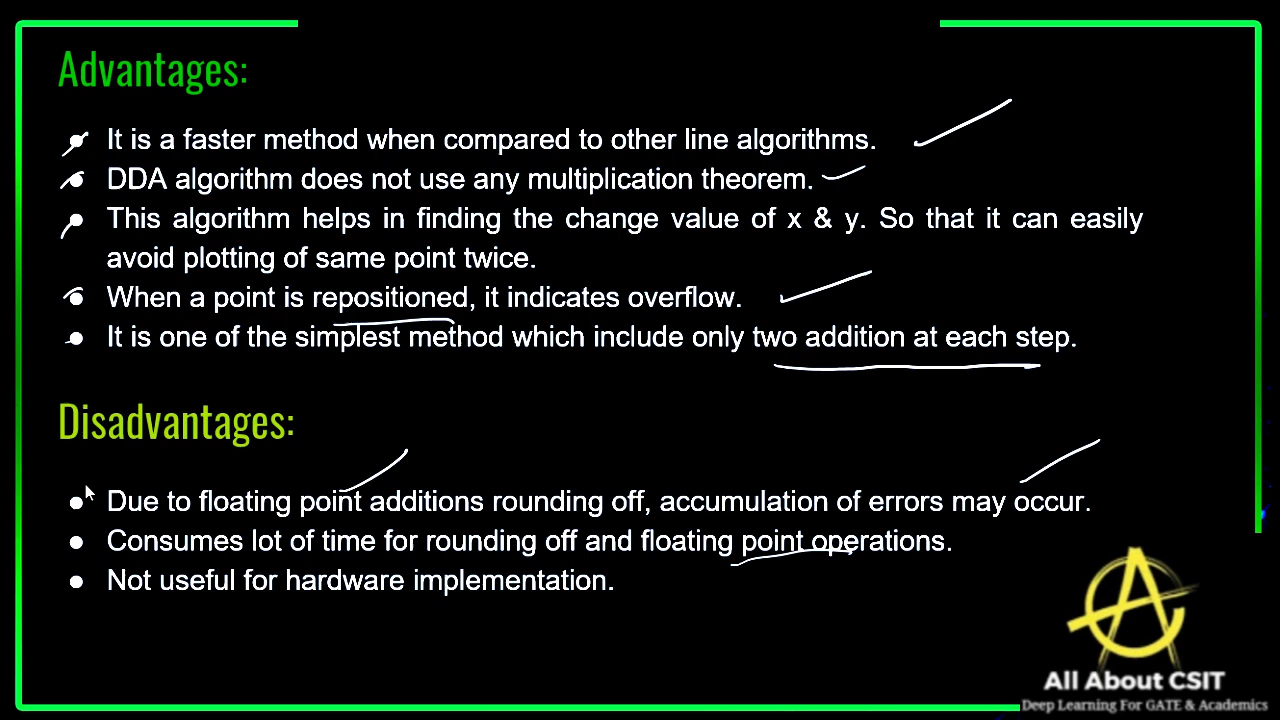 Advantages:
It is a faster method when compared to other line algorithms.
DDA algorithm does not use any multiplication theorem.
This algorithm helps in finding the change value of x & y. So that it can easily
avoid plotting of same point twice.
When a point is repositioned, it indicates overflow.
It is one of the simplest method which include only two addition at each step.
Disadvantages:
Due to floating point additions rounding off, accumulation of errors may occur.
Consumes lot of time for rounding off and floating point operations.
Not useful for hardware implementation.
All About CSIT
Deep Learning For GATE & Academics